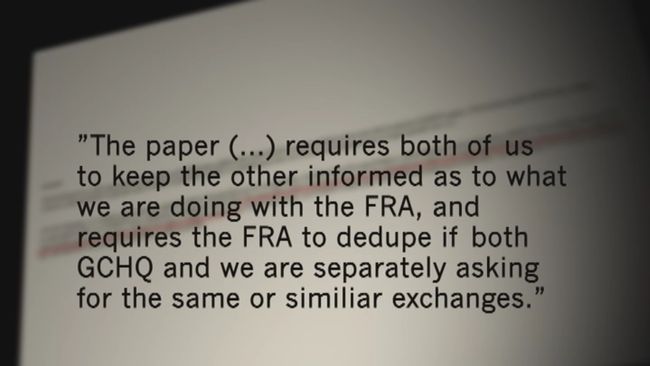 ”The paper (...) requires both of us
to keep the other informed as to what
we are doing with the FRA, and
requires the FRA to dedupe if both
GCHQ and we are separately asking
for the same or similiar exchanges.”